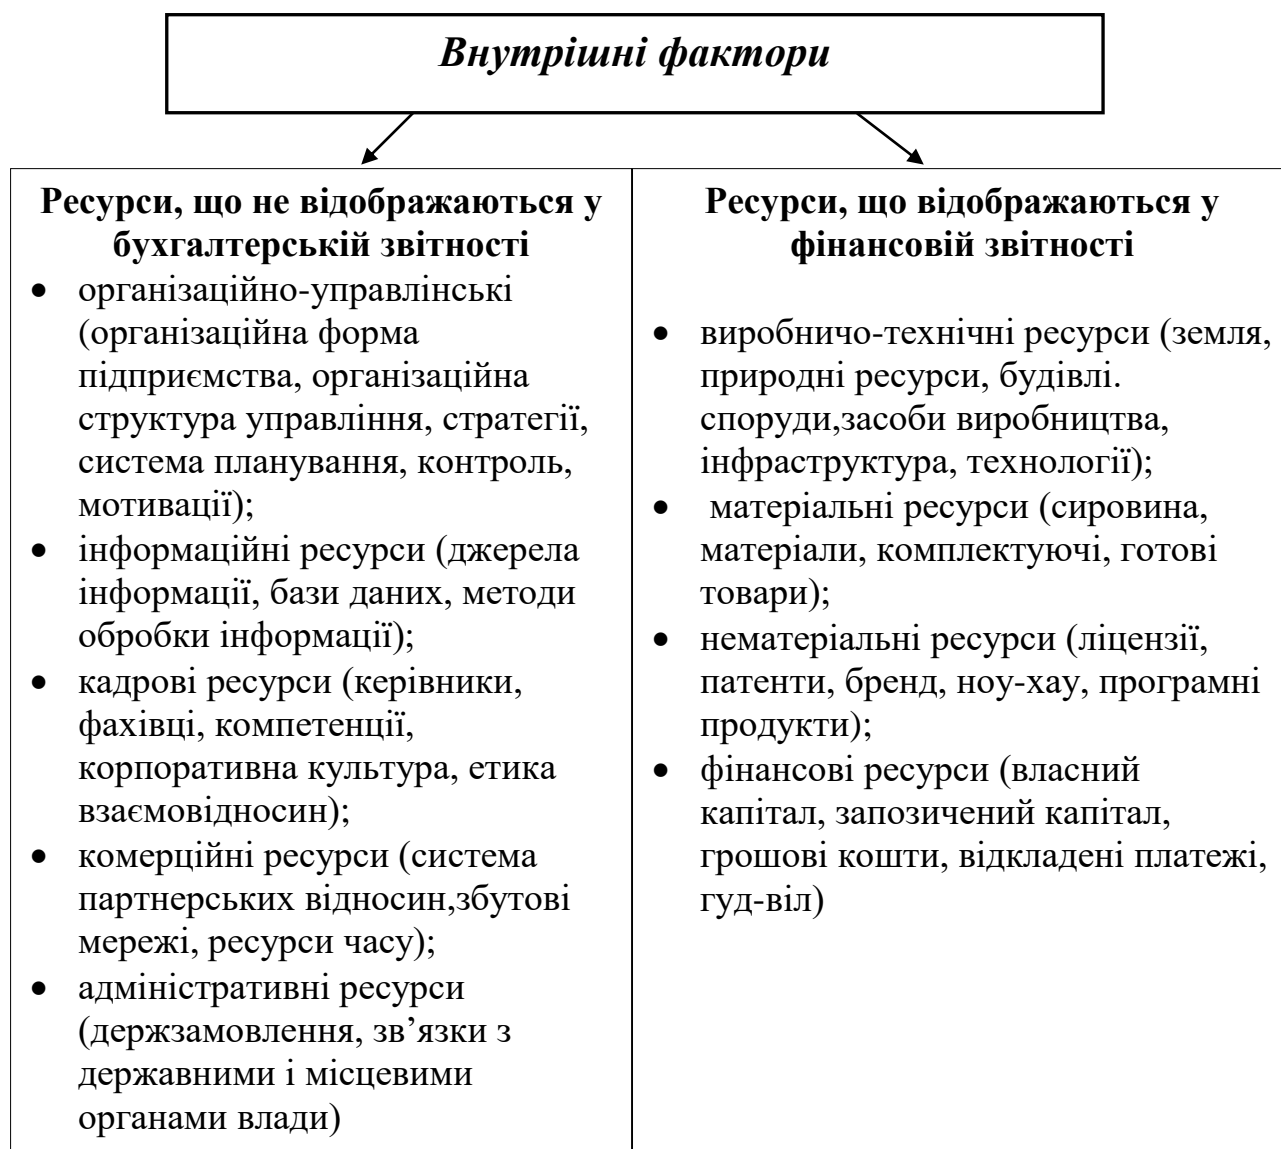 Внутрішні фактори
Ресурси, що не відображаються у
бухгалтерській звітності
• організаційно-управлінські
(організаційна форма
підприємства, організаційна
структура управління, стратегії,
система планування, контроль,
мотивації);
• інформаційні ресурси (джерела
інформації, бази даних, методи
обробки інформації);
• кадрові ресурси (керівники,
фахівці, компетенції,
корпоративна культура, етика
взаємовідносин);
• комерційні ресурси (система
партнерських відносин,збутові
мережі, ресурси часу);
• адміністративні ресурси
(держзамовлення, зв’язки з
державними і місцевими
органами влади)
Ресурси, що відображаються у
фінансовій звітності
• виробничо-технічні ресурси (земля,
природні ресурси, будівлі.
споруди,засоби виробництва,
інфраструктура, технології);
• матеріальні ресурси (сировина,
матеріали, комплектуючі, готові
товари);
• нематеріальні ресурси (ліцензії,
патенти, бренд, ноу-хау, програмні
продукти);
• фінансові ресурси (власний
капітал, запозичений капітал,
грошові кошти, відкладені платежі,
гуд-віл)